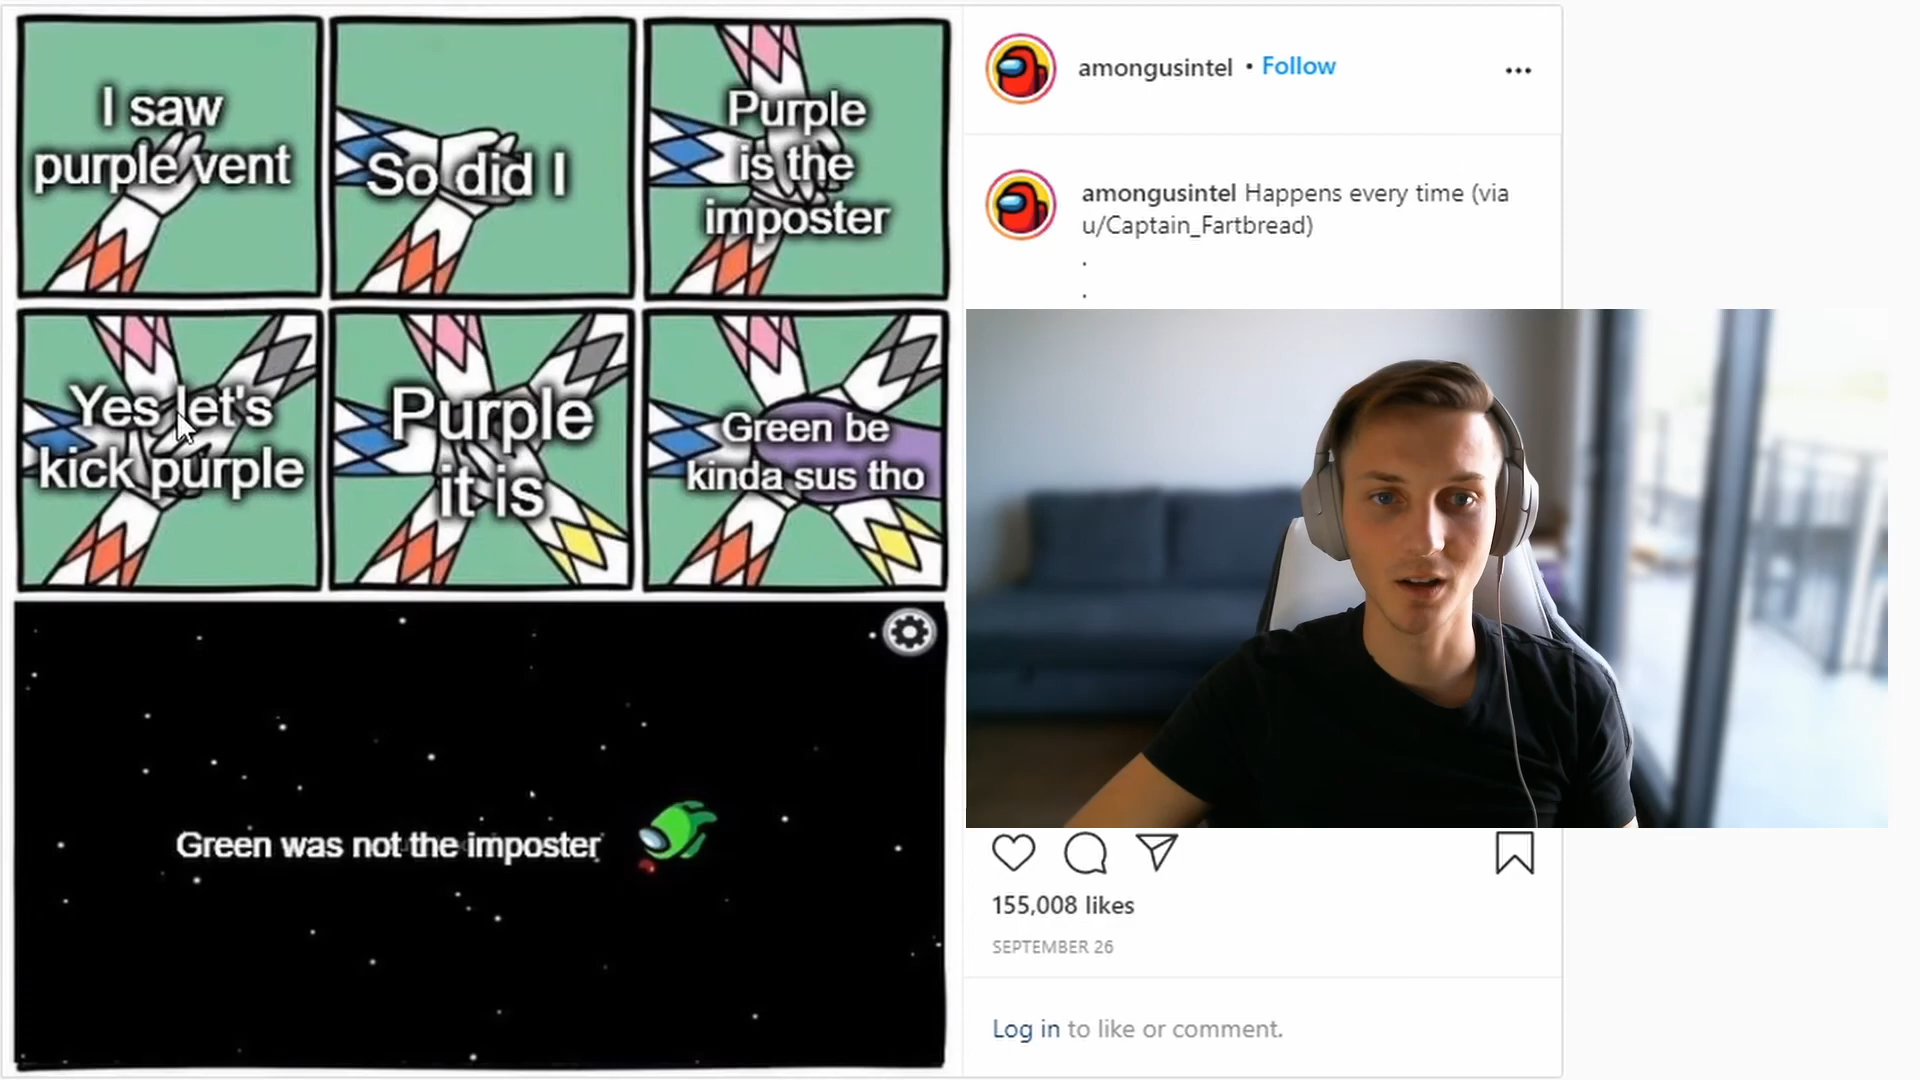 I saw
purple vent
So did I
Purple
is the
imposter
Yes let's
kick purple
Purple
it is
Green be
kinda sus tho
Green was not the imposter
amongusintel • Follow
amongusintel Happens every time (via
u/Captain_Fartbread)
.
.
155,008 likes
SEPTEMBER 26
Log in to like or comment.